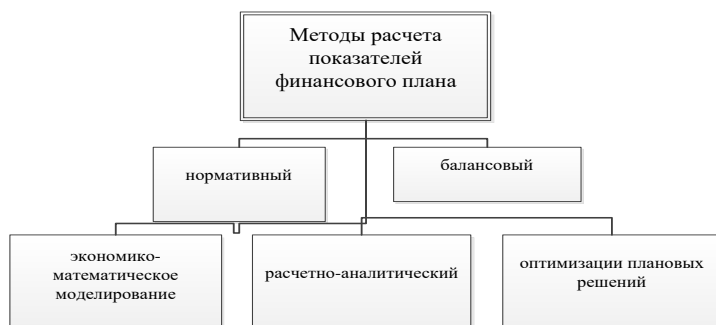 Методы расчета
показателей
финансового плана
нормативный
балансовый
экономико-
математическое
моделирование
расчетно-аналитический
оптимизации плановых
решений